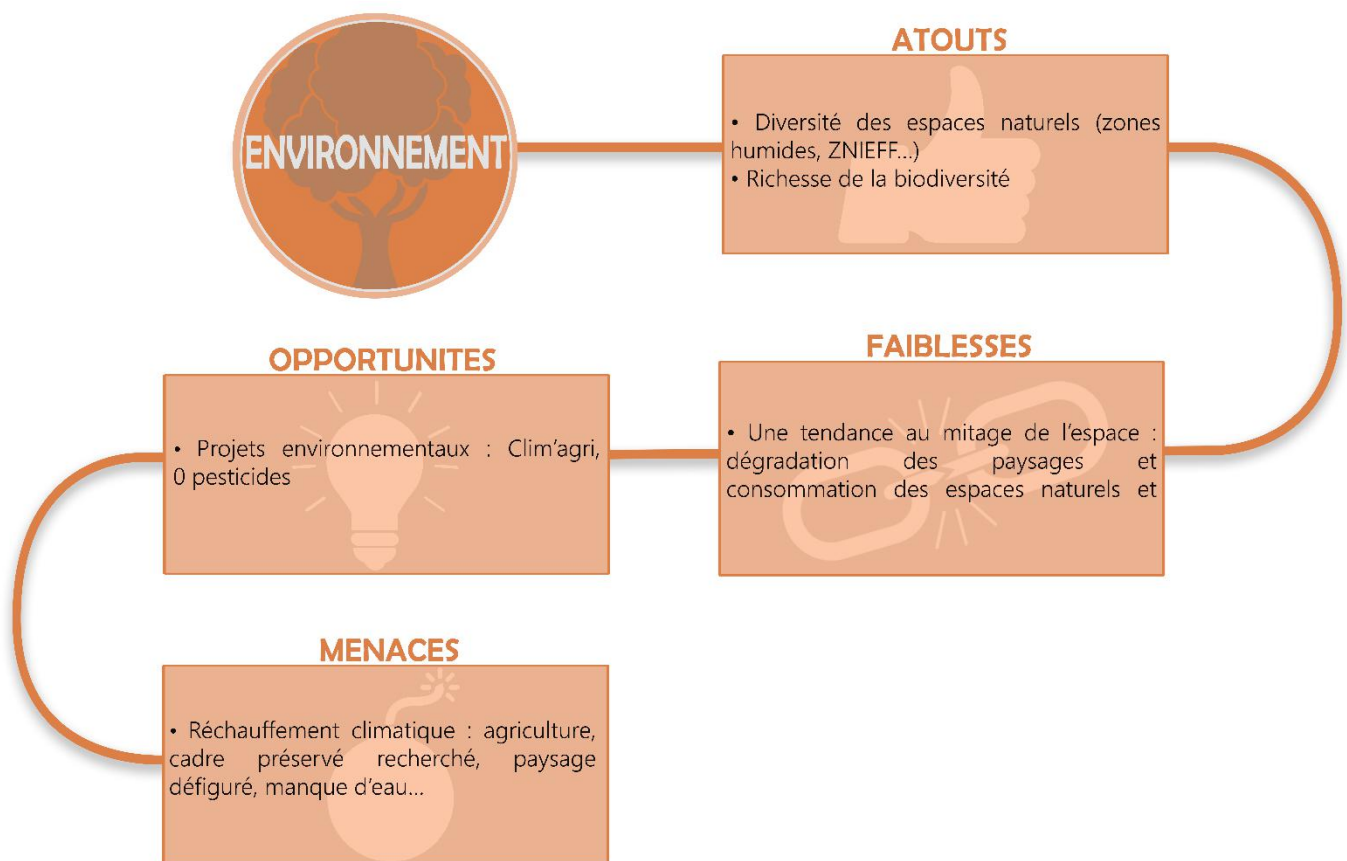 ENVIRONNEMENT
ATOUTS
• Diversité des espaces naturels (zones
humides, ZNIEFF...)
• Richesse de la biodiversité
FAIBLESSES
• Une tendance au mitage de l'espace :
dégradation des paysages et
consommation des espaces naturels et
OPPORTUNITES
• Projets environnementaux : Clim'agri,
0 pesticides
MENACES
• Réchauffement climatique : agriculture,
cadre préservé recherché, paysage
défiguré, manque d'eau...